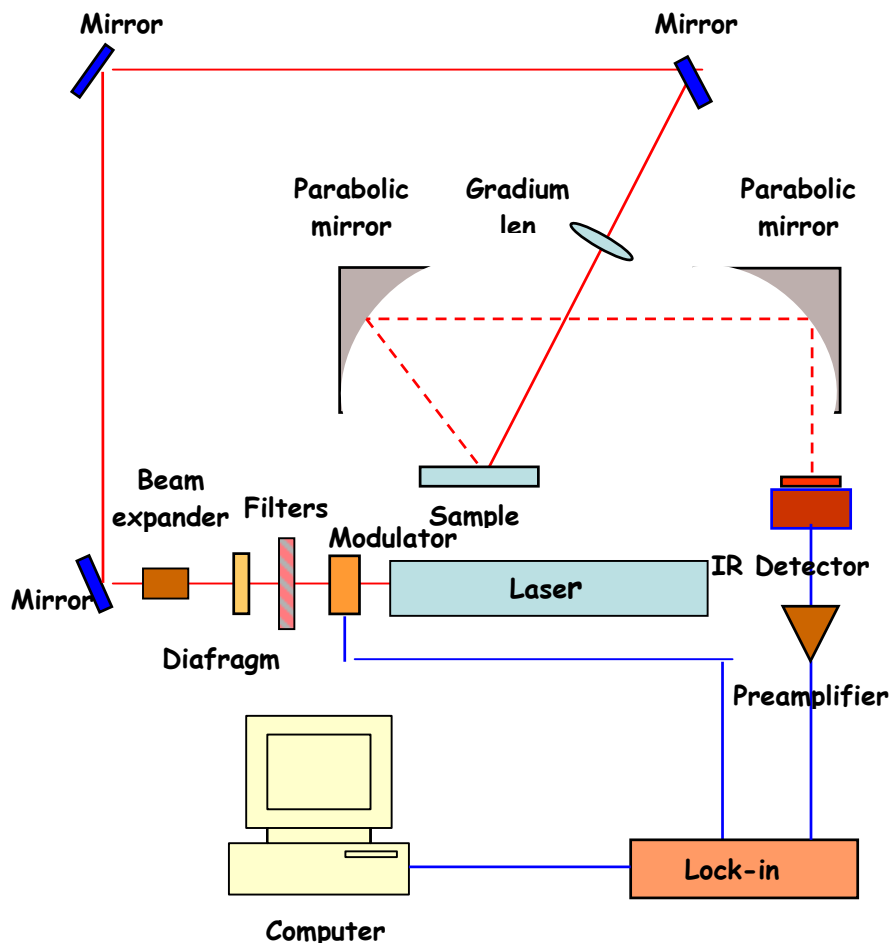 Mirror
Mirror
Parabolic
mirror
Gradium
len
Parabolic
mirror
Beam
expander
Filters
Sample
Modulator
Laser
IR Detector
Mirror
Diafragm
Preamplifier
Lock-in
Computer